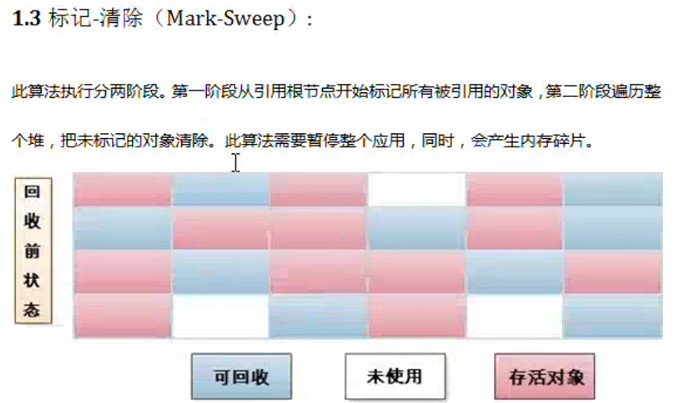 1.3 标记-清除（Mark-Sweep）:
此算法执行分两阶段。第一阶段从引用根节点开始标记所有被引用的对象，第二阶段遍历整
个堆，把未标记的对象清除。此算法需要暂停整个应用，同时，会产生内存碎片。
回
收
前
状
态
可回收
未使用
存活对象